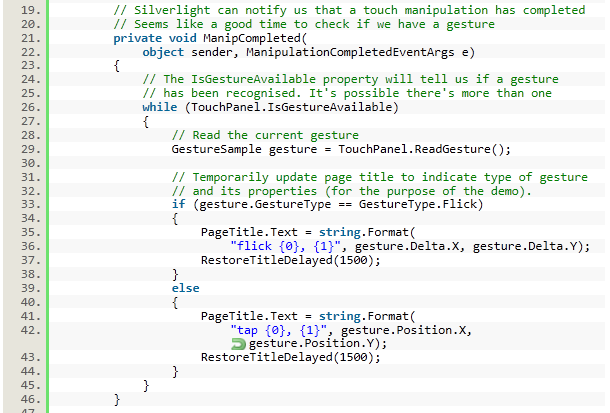 19. // Silverlight can notify us that a touch manipulation has completed
20. // Seems like a good time to check if we have a gesture
21. private void ManipCompleted(
22. object sender, ManipulationCompletedEventArgs e)
23. {
24. // The IsGestureAvailable property will tell us if a gesture
25. // has been recognised. It's possible there's more than one
26. while (TouchPanel.IsGestureAvailable)
27. {
28. // Read the current gesture
29. GestureSample gesture = TouchPanel.ReadGesture();
30.
31. // Temporarily update page title to indicate type of gesture
32. // and its properties (for the purpose of the demo).
33. if (gesture.GestureType == GestureType.Flick)
34. {
35. PageTitle.Text = string.Format(
36. "flick {0}, {1}", gesture.Delta.X, gesture.Delta.Y);
37. RestoreTitleDelayed(1500);
38. }
39. else
40. {
41. PageTitle.Text = string.Format(
42. "tap {0}, {1}", gesture.Position.X,
gesture.Position.Y);
43. RestoreTitleDelayed(1500);
44. }
45. }
46. }
47